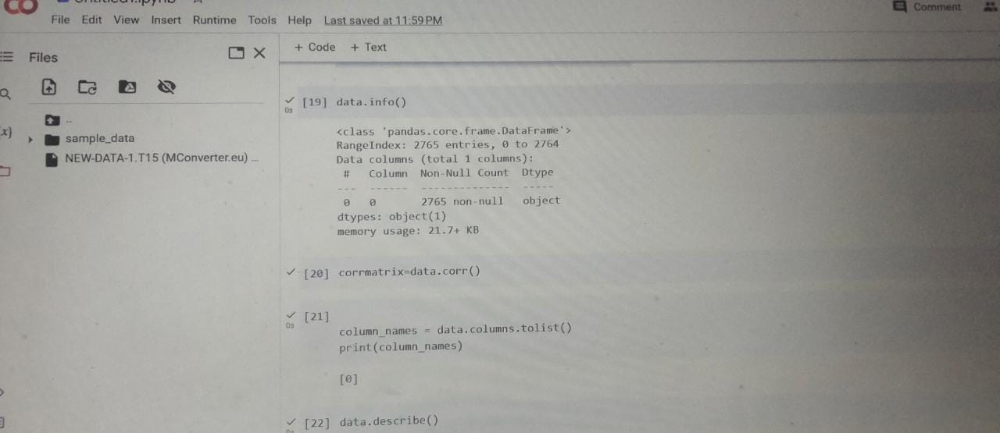 CO
File Edit View Insert Runtime Tools Help Last saved at 11:59 PM
Comment
Files
+ Code + Text
..
sample_data
NEW-DATA-1.T15 (MConverter.eu) ...
{x}
0s
[19] data.info()
<class 'pandas.core.frame.DataFrame'>
RangeIndex: 2765 entries, 0 to 2764
Data columns (total 1 columns):
# Column Non-Null Count Dtype
--- ------ -------------- -----
0 0 2765 non-null object
dtypes: object(1)
memory usage: 21.7+ KB
[20] corrmatrix=data.corr()
0s
[21]
column_names = data.columns.tolist()
print(column_names)
[0]
0s
[22] data.describe()